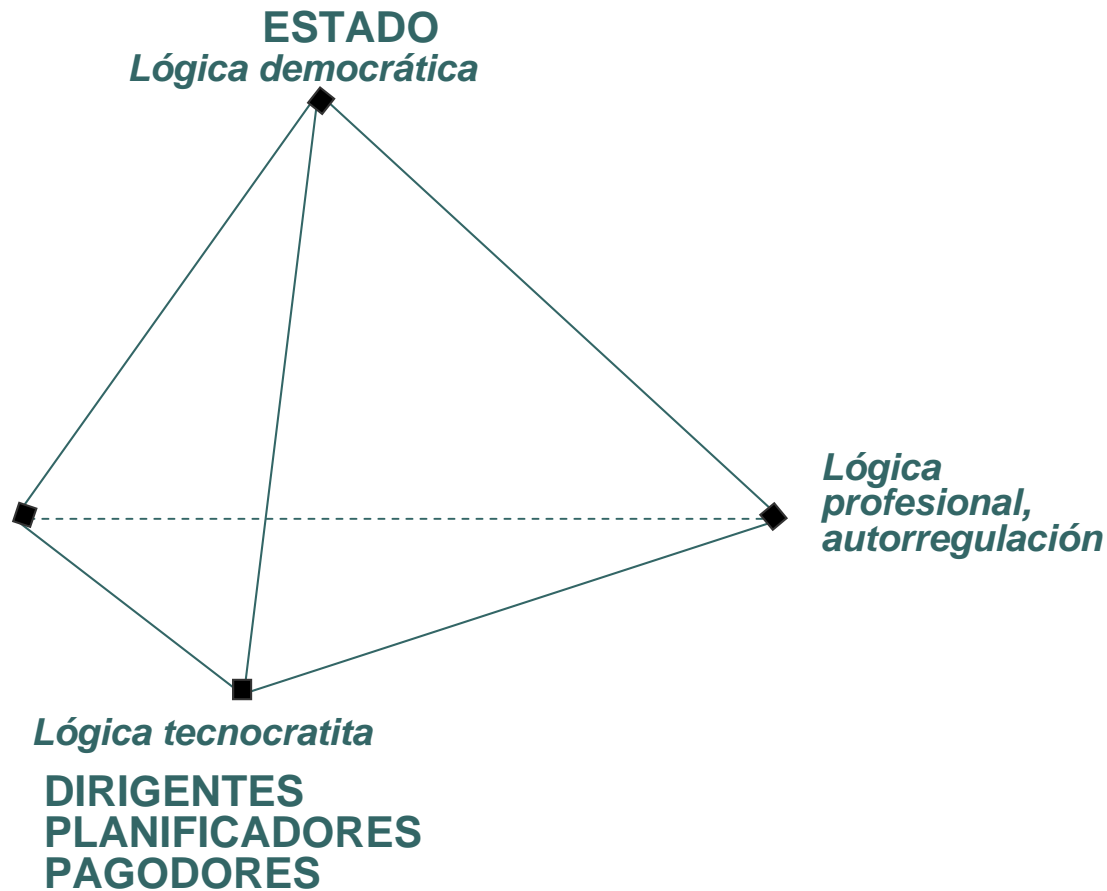 ESTADO
Lógica democrática
Lógica
profesional,
autorregulación
Lógica tecnocratita
DIRIGENTES
PLANIFICADORES
PAGODORES